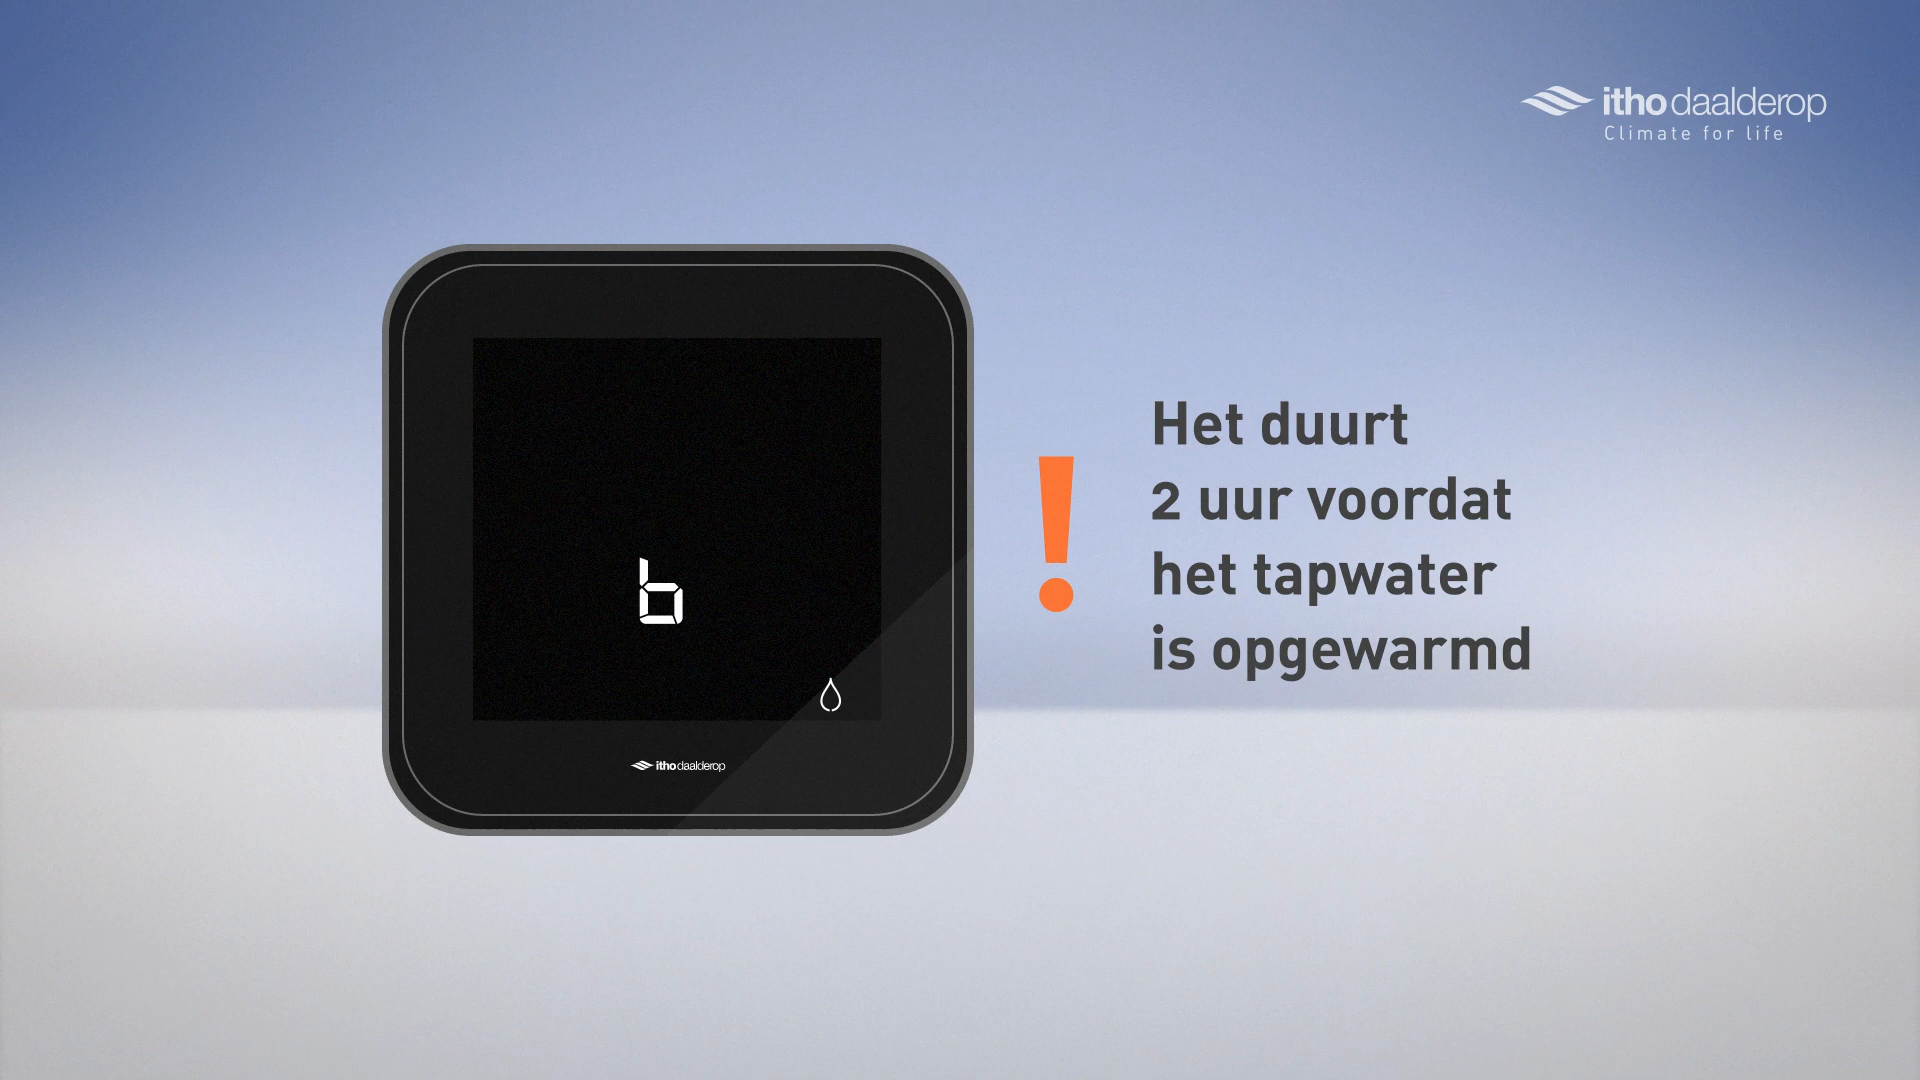 itho daalderop
Climate for life
Het duurt
2 uur voordat
het tapwater
is opgewarmd
!
b
itho daalderop